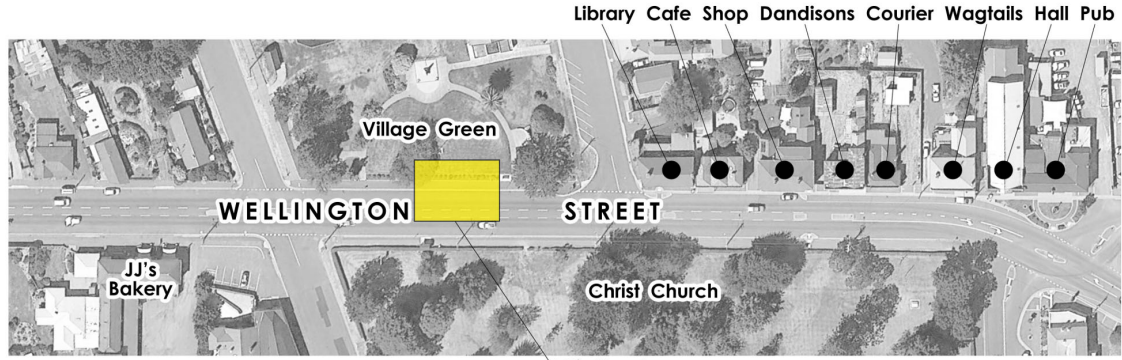 Library Cafe Shop Dandisons Courier Wagtails Hall Pub
Village Green
WELLINGTON STREET
JJ's
Bakery
Christ Church